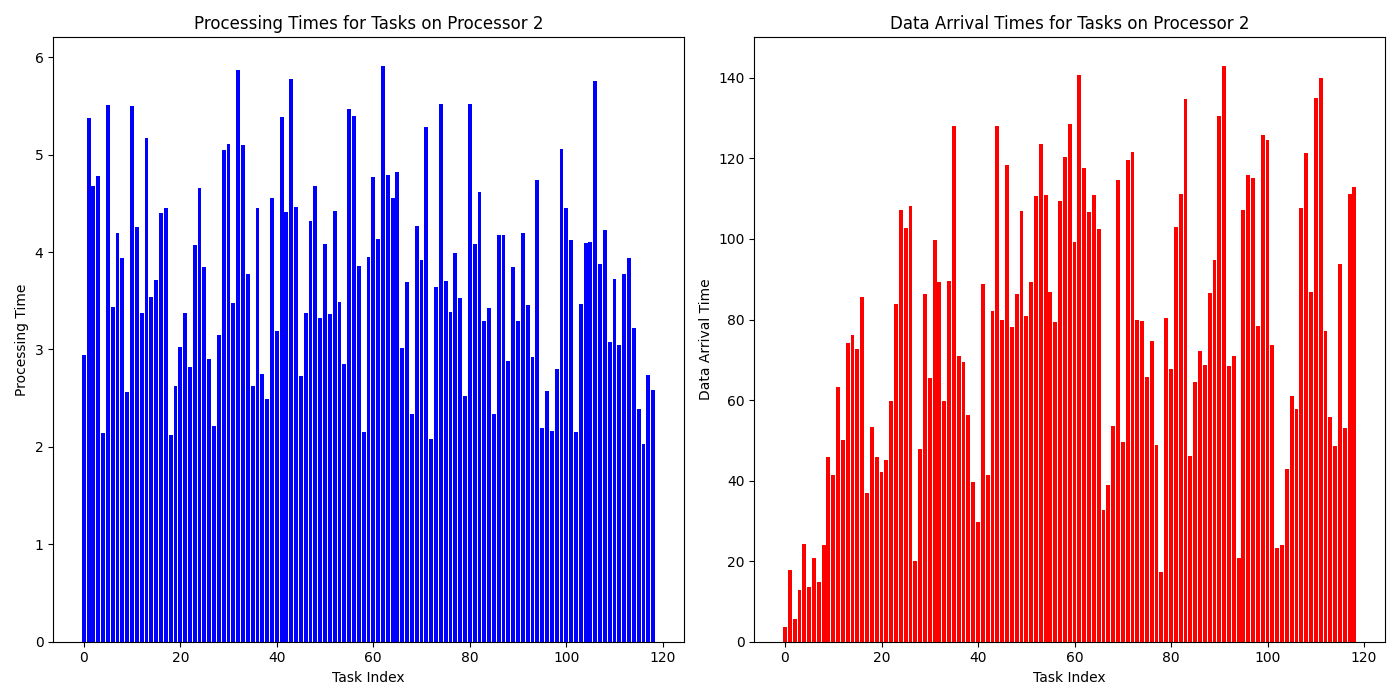 Processing Times for Tasks on Processor 2
Processing Time
6
5
4
3
2
1
0
0 20 40 60 80 100 120
Task Index
Data Arrival Times for Tasks on Processor 2
Data Arrival Time
140
120
100
80
60
40
20
0
0 20 40 60 80 100 120
Task Index